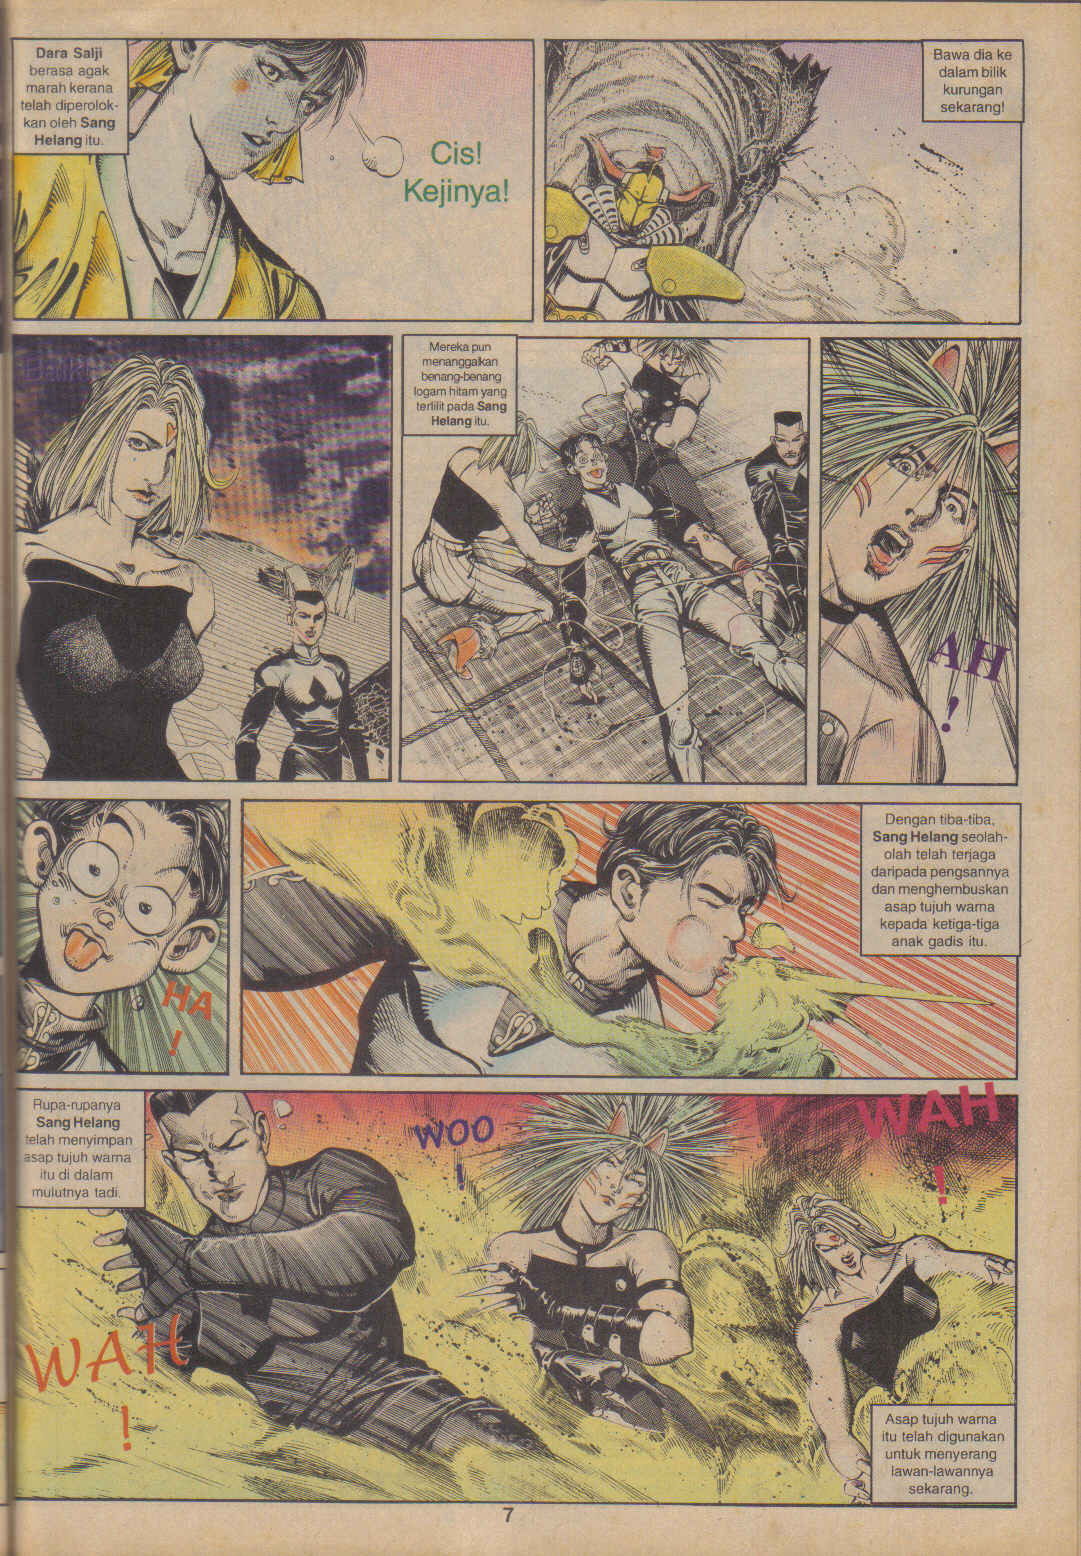 Dara Salji
berasa agak
marah kerana
telah diperolok-
kan oleh Sang
Helang itu.
Cis!
Kejinya!
Bawa dia ke
dalam bilik
kurungan
sekarang!
Baik!
Mereka pun
menanggalkan
benang-benang
logam hitam yang
terlilit pada Sang
Helang itu.
AH
!
HA
!
Dengan tiba-tiba,
Sang Helang seolah-
olah telah terjaga
daripada pengsannya
dan menghembuskan
asap tujuh warna
kepada ketiga-tiga
anak gadis itu.
Rupa-rupanya
Sang Helang
telah menyimpan
asap tujuh warna
itu di dalam
mulutnya tadi.
WOO
!
WAH
!
WAH
!
Asap tujuh warna
itu telah digunakan
untuk menyerang
lawan-lawannya
sekarang.
7